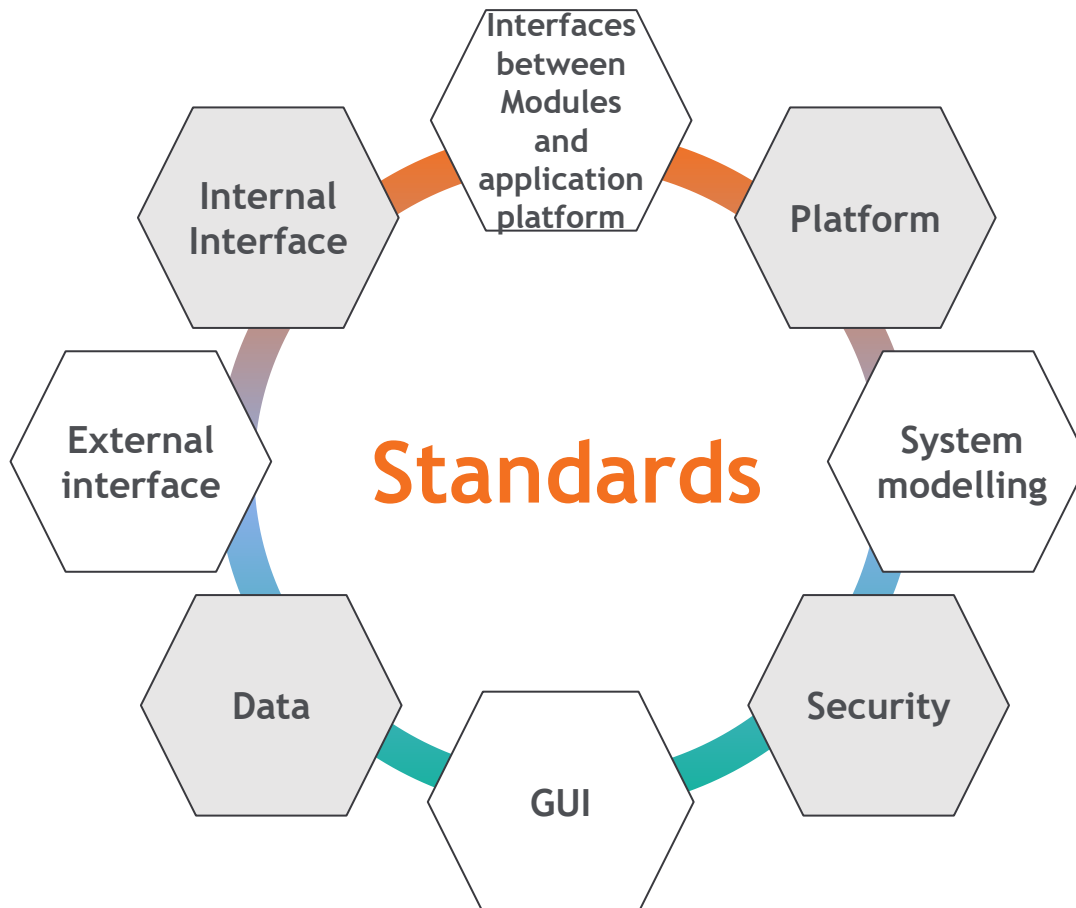 Interfaces
between
Modules
and
application
platform
Internal
Interface
Platform
External
interface
Standards
System
modelling
Data
Security
GUI